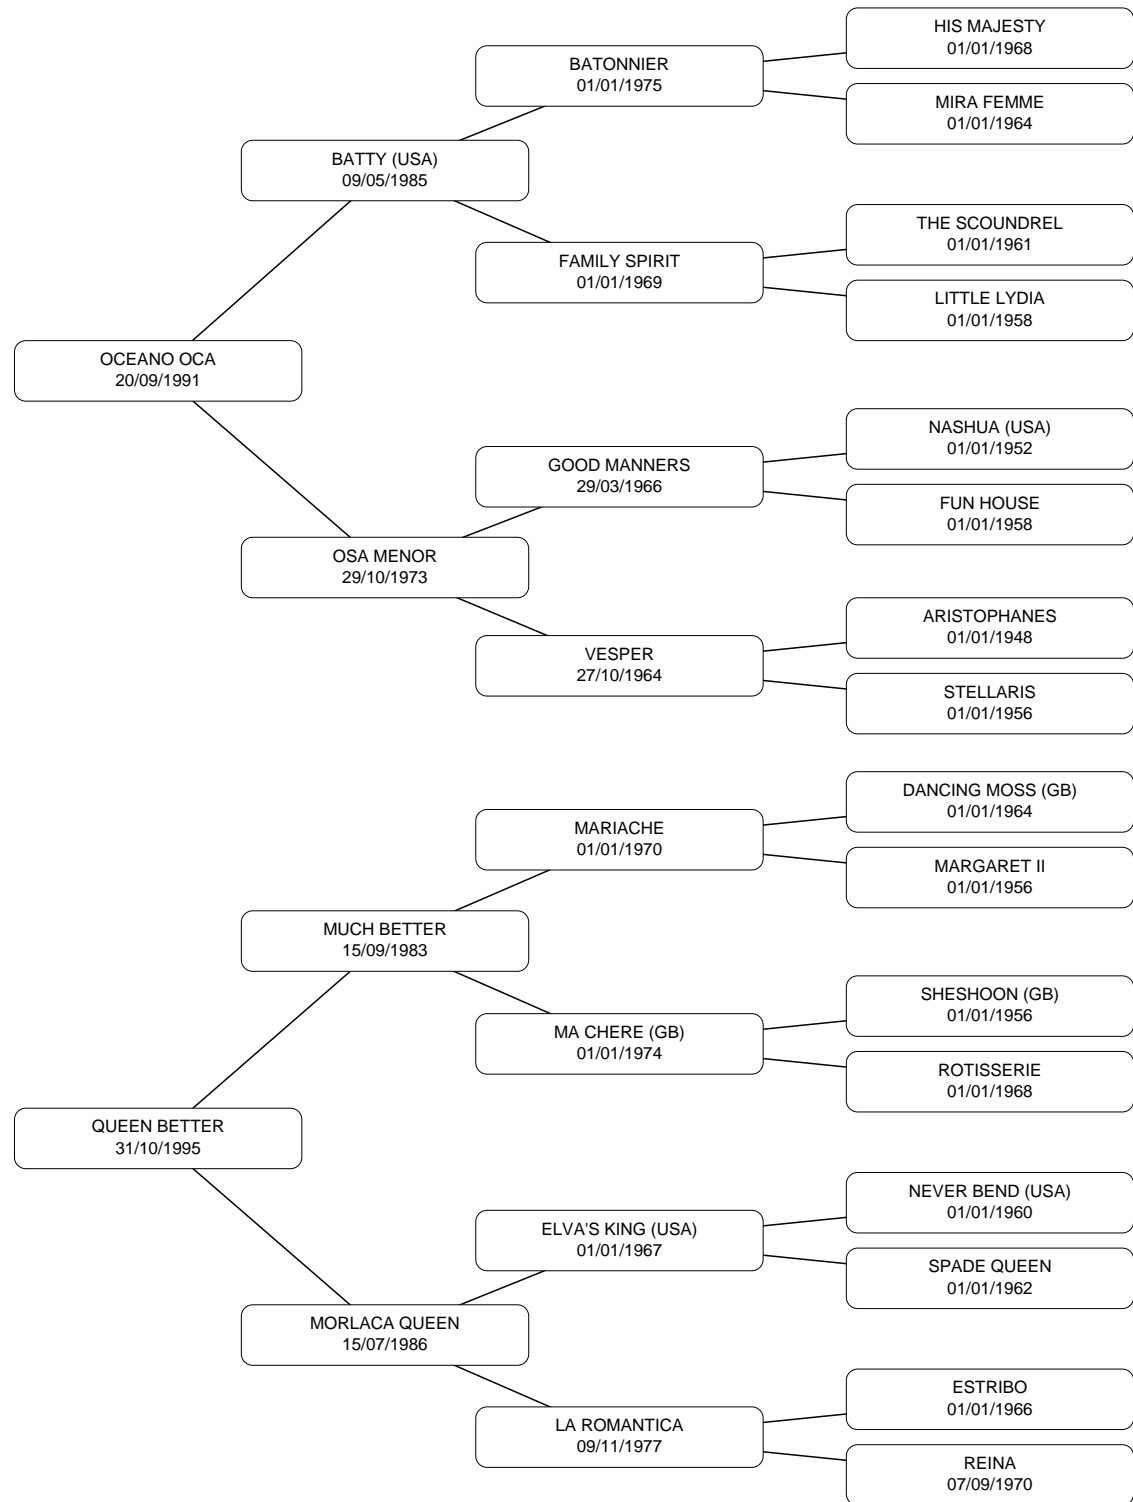 HIS MAJESTY
01/01/1968
BATONNIER
01/01/1975
MIRA FEMME
01/01/1964
BATTY (USA)
09/05/1985
THE SCOUNDREL
01/01/1961
FAMILY SPIRIT
01/01/1969
LITTLE LYDIA
01/01/1958
OCEANO OCA
20/09/1991
NASHUA (USA)
01/01/1952
GOOD MANNERS
29/03/1966
FUN HOUSE
01/01/1958
OSA MENOR
29/10/1973
ARISTOPHANES
01/01/1948
VESPER
27/10/1964
STELLARIS
01/01/1956
DANCING MOSS (GB)
01/01/1964
MARIACHE
01/01/1970
MARGARET II
01/01/1956
MUCH BETTER
15/09/1983
SHESHOON (GB)
01/01/1956
MA CHERE (GB)
01/01/1974
ROTISSERIE
01/01/1968
QUEEN BETTER
31/10/1995
NEVER BEND (USA)
01/01/1960
ELVA'S KING (USA)
01/01/1967
SPADE QUEEN
01/01/1962
MORLACA QUEEN
15/07/1986
ESTRIBO
01/01/1966
LA ROMANTICA
09/11/1977
REINA
07/09/1970